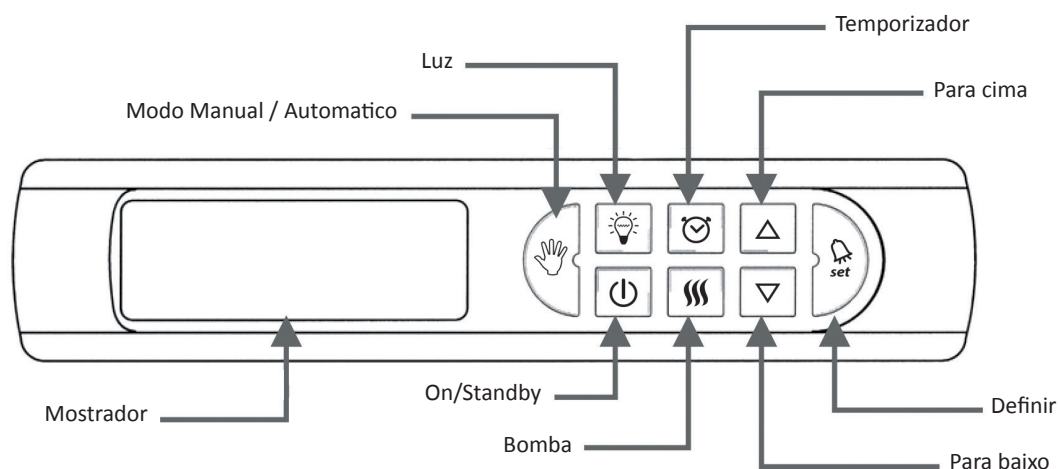 Temporizador
Luz
Para cima
Modo Manual / Automatico
set
On/Standby
Mostrador
Definir
Bomba
Para baixo